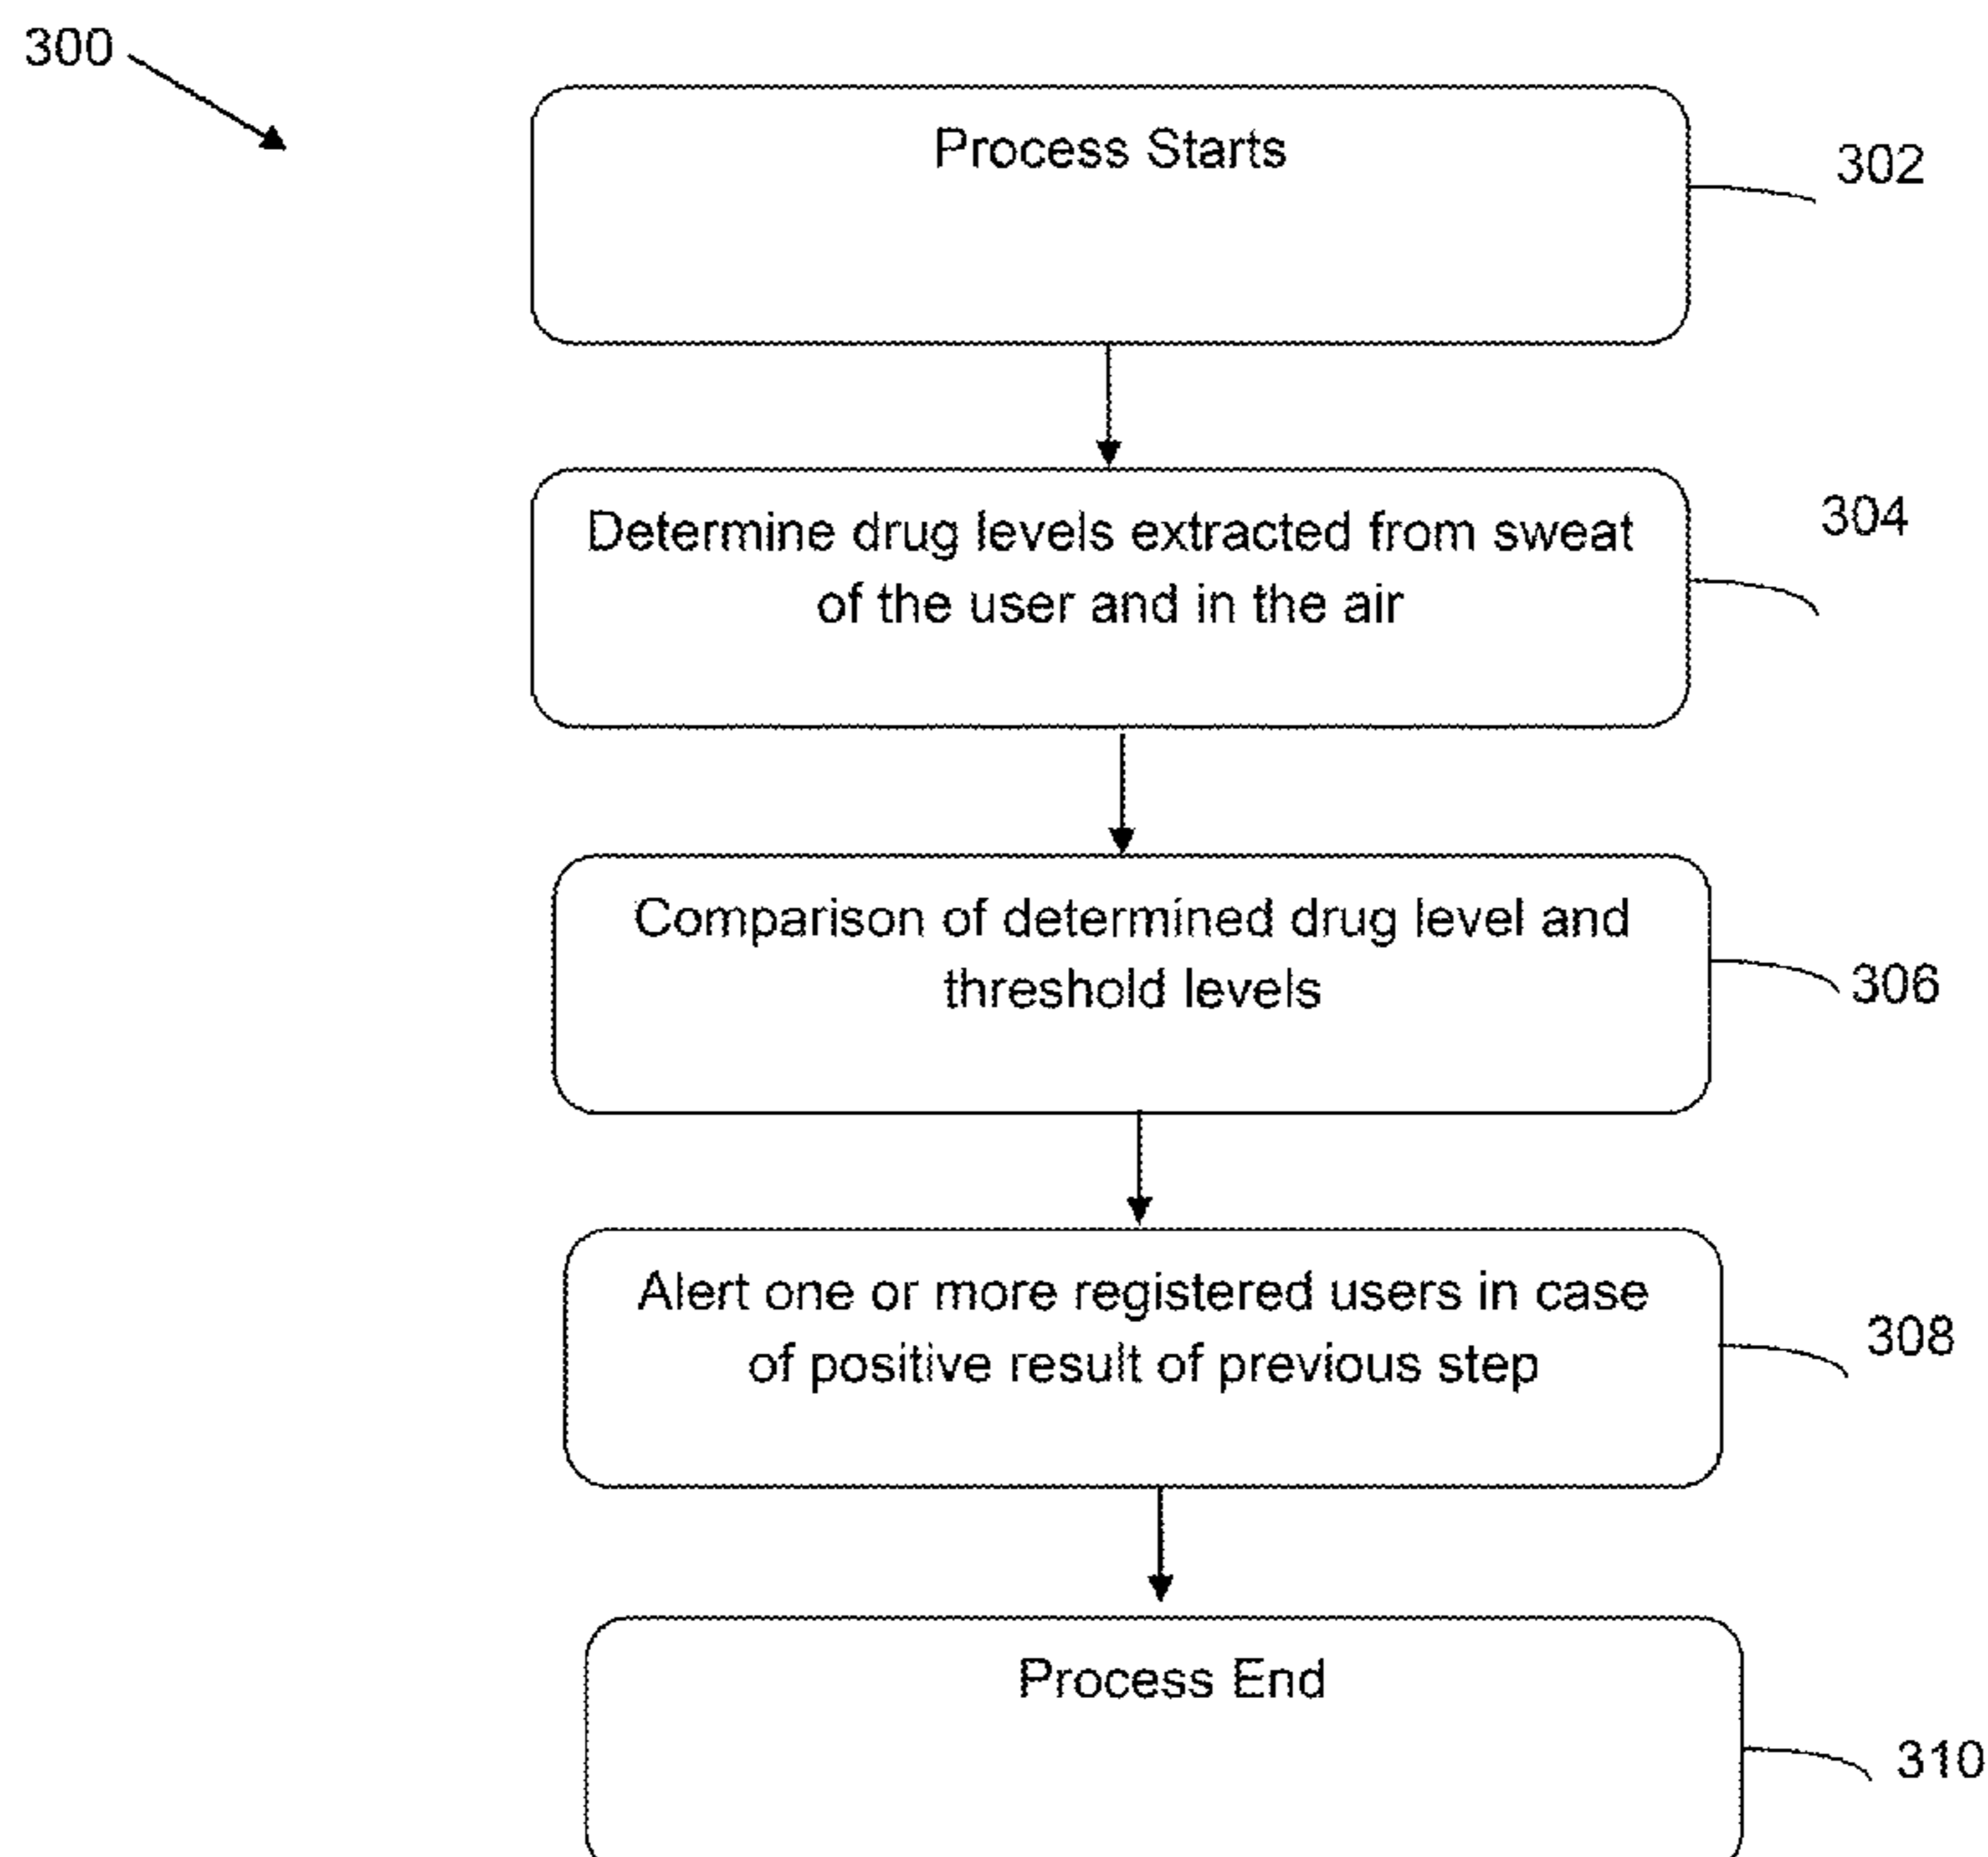 300
Process Starts
302
Determine drug levels extracted from sweat
of the user and in the air
304
Comparison of determined drug level and
threshold levels
306
Alert one or more registered users in case
of positive result of previous step
308
Process End
310